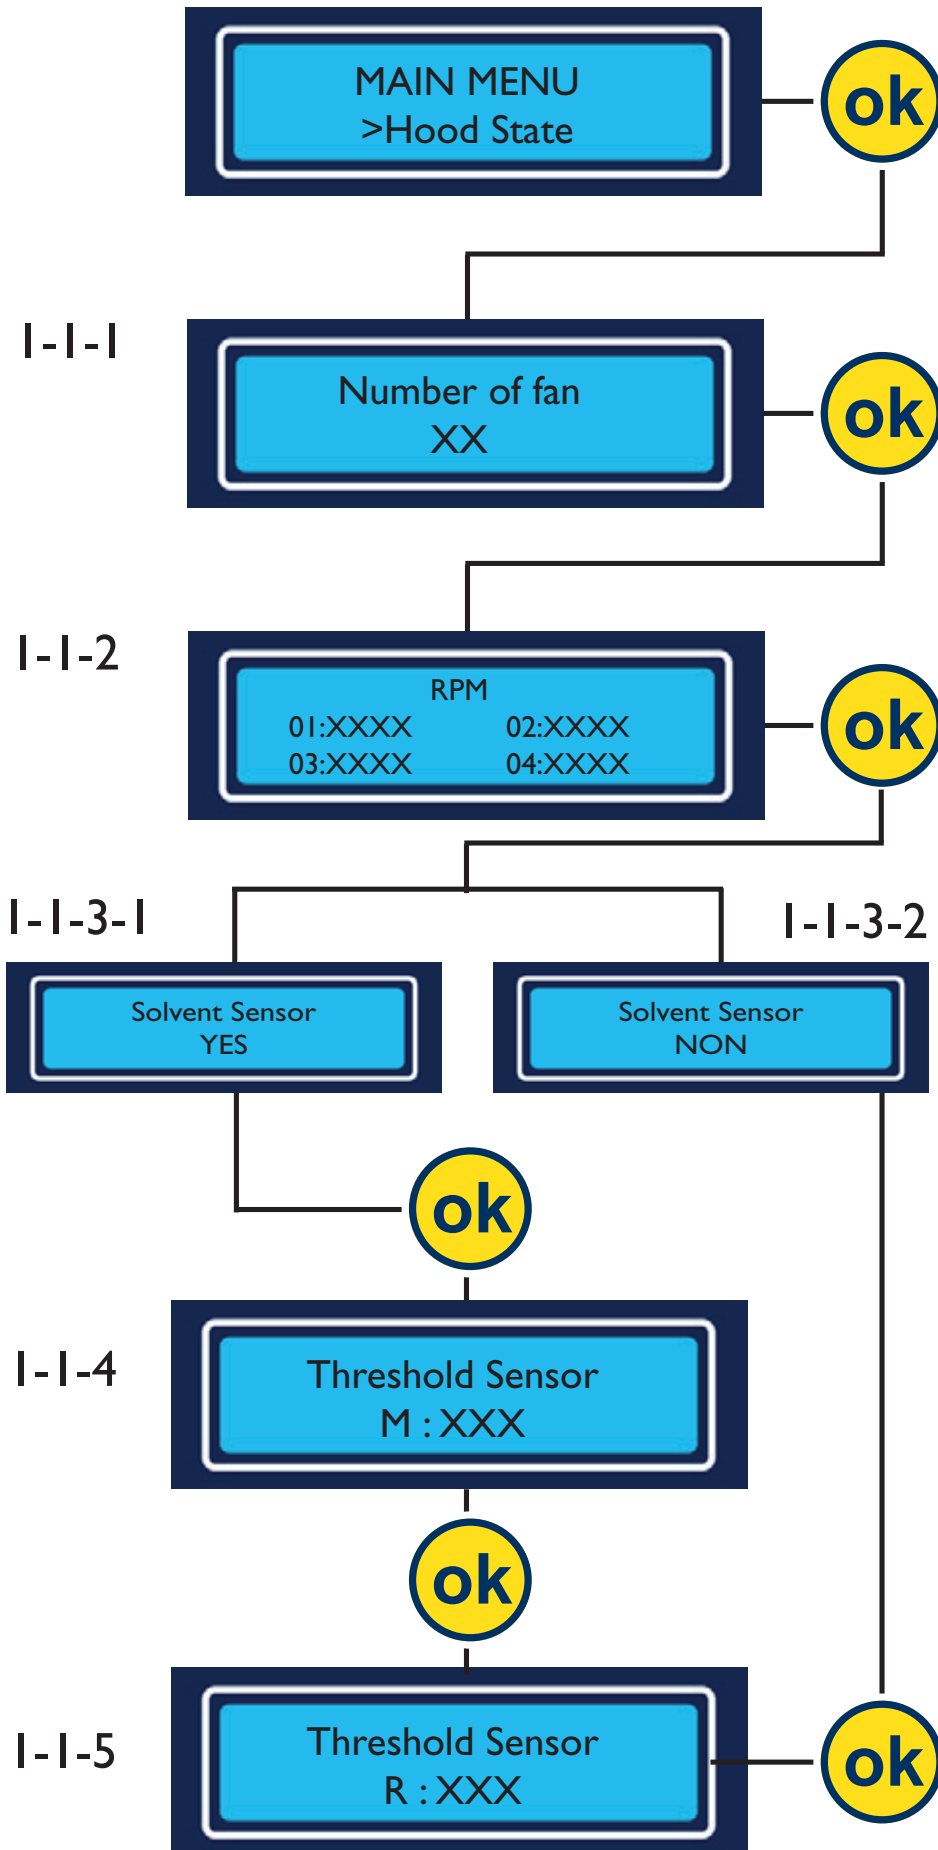 MAIN MENU
>Hood State
ok
1-1-1
Number of fan
XX
ok
1-1-2
RPM
01:XXXX 02:XXXX
03:XXXX 04:XXXX
ok
1-1-3-1
1-1-3-2
Solvent Sensor
YES
Solvent Sensor
NON
ok
1-1-4
Threshold Sensor
M : XXX
ok
1-1-5
Threshold Sensor
R : XXX
ok